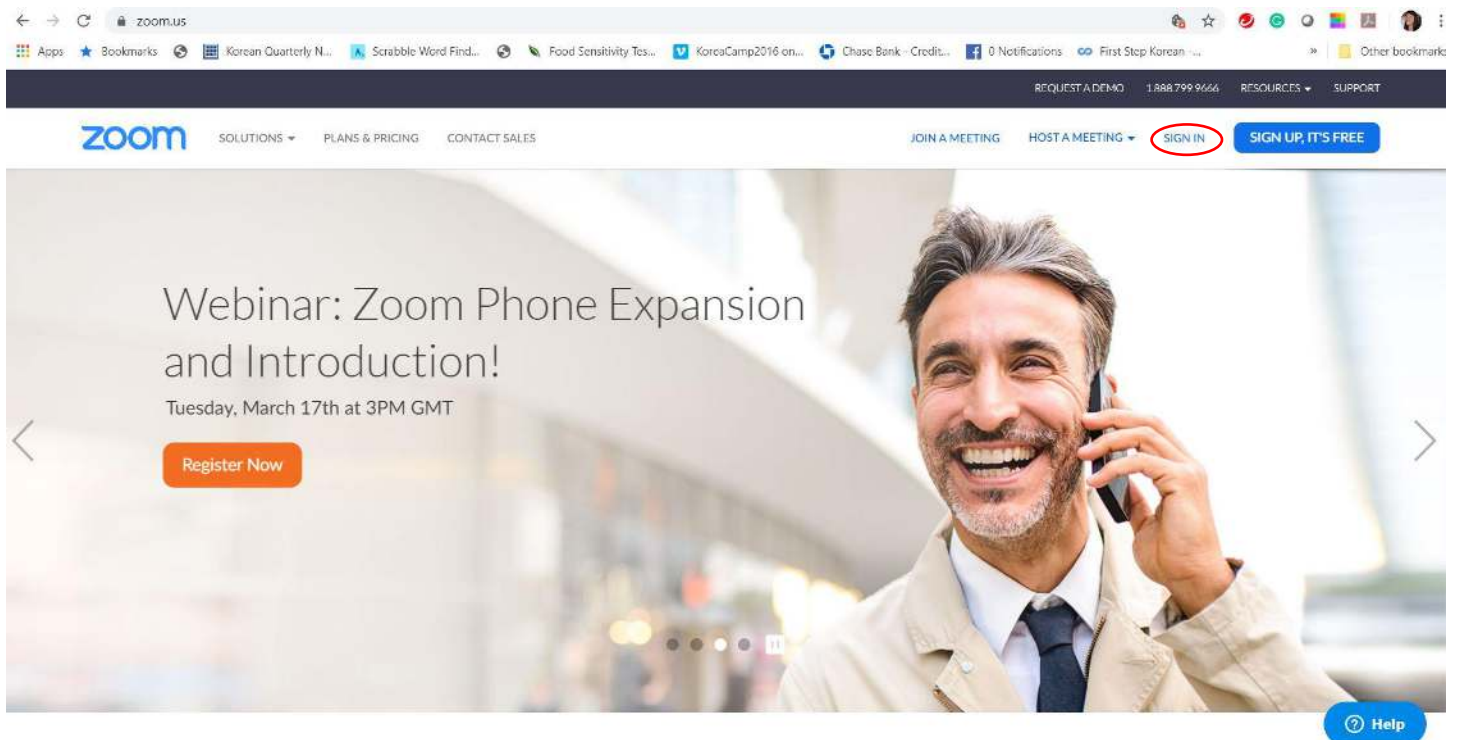 zoom.us
Apps Bookmarks Korean Quarterly N... Scrabble Word Find... Food Sensitivity Tes... KoreaCamp2016 on... Chase Bank - Credit... 0 Notifications First Step Korean -... » Other bookmarks
REQUEST A DEMO 1.888.799.9666 RESOURCES SUPPORT
zoom SOLUTIONS PLANS & PRICING CONTACT SALES JOIN A MEETING HOST A MEETING SIGN IN SIGN UP, IT'S FREE
Webinar: Zoom Phone Expansion
and Introduction!
Tuesday, March 17th at 3PM GMT
Register Now
Help